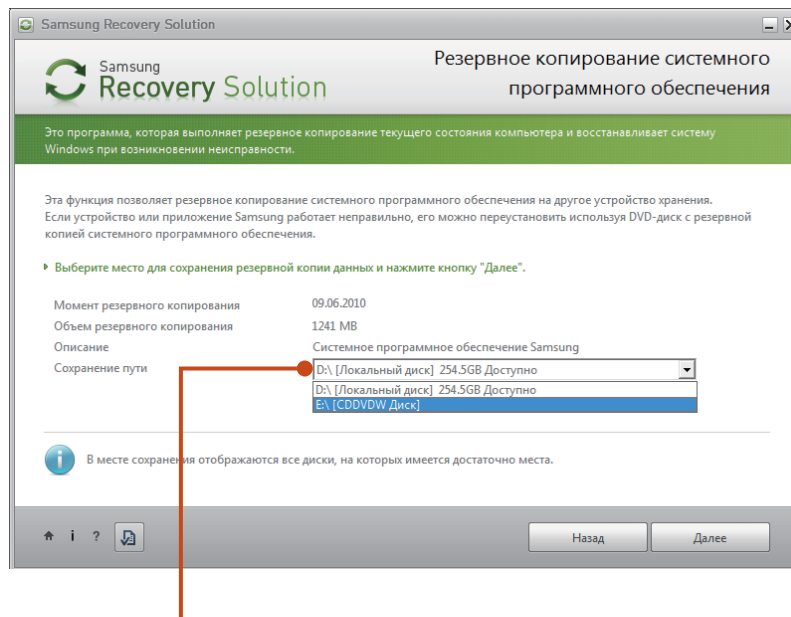 Samsung Recovery Solution
Samsung
Recovery Solution
Резервное копирование системного
программного обеспечения
Это программа, которая выполняет резервное копирование текущего состояния компьютера и восстанавливает систему
Windows при возникновении неисправности.
Эта функция позволяет резервное копирование системного программного обеспечения на другое устройство хранения.
Если устройство или приложение Samsung работает неправильно, его можно переустановить используя DVD-диск с резервной
копией системного программного обеспечения.
Выберите место для сохранения резервной копии данных и нажмите кнопку "Далее".
Момент резервного копирования 09.06.2010
Объем резервного копирования 1241 MB
Описание Системное программное обеспечение Samsung
Сохранение пути D:\ [Локальный диск] 254.5GB Доступно
D:\ [Локальный диск] 254.5GB Доступно
E:\ [CDDVDW Диск]
В месте сохранения отображаются все диски, на которых имеется достаточно места.
i ? Назад Далее